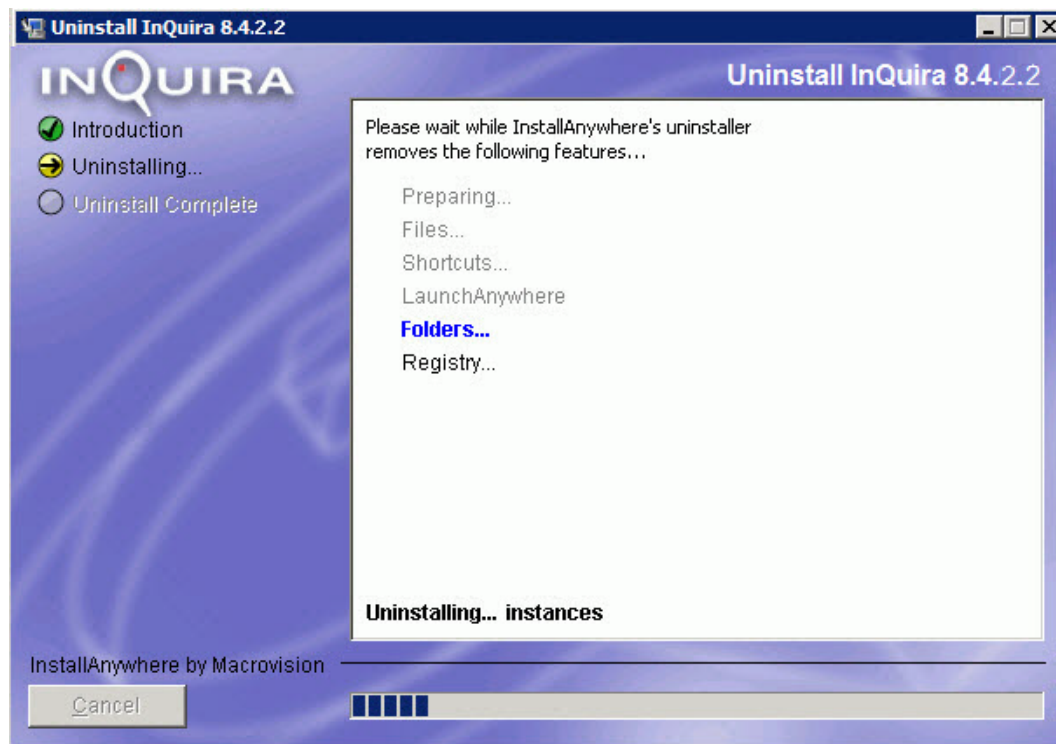 Uninstall InQuira 8.4.2.2
INQUIRA
Uninstall InQuira 8.4.2.2
Introduction
Uninstalling...
Uninstall Complete
Please wait while InstallAnywhere's uninstaller
removes the following features...
Preparing...
Files...
Shortcuts...
LaunchAnywhere
Folders...
Registry...
Uninstalling... instances
InstallAnywhere by Macrovision
Cancel